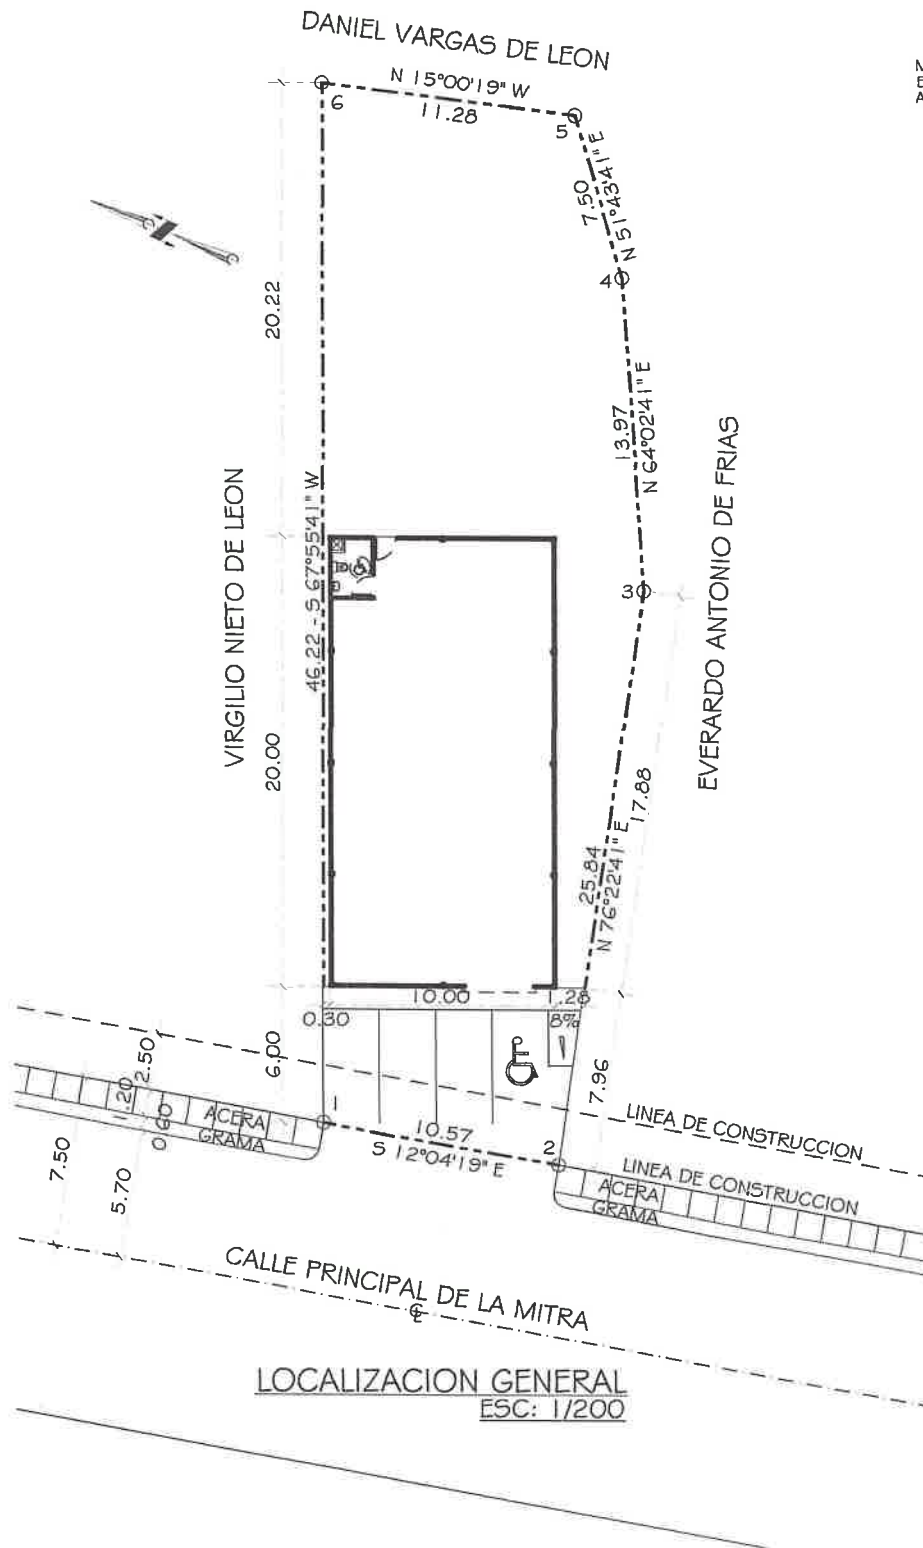 DANIEL VARGAS DE LEON
N 15°00'19" W
11.28
6
5
7.50
N 51°43'41" E
4
20.22
13.97
N 64°02'41" E
VIRGILIO NIETO DE LEON
46.22 - S 67°55'41" W
EVERARDO ANTONIO DE FRIAS
3
20.00
17.88
25.84
N 76°22'41" E
10.00
1.28
0.30
8%
6.00
7.96
2.50
1.20
0.60
ACERA
GRAMA
1
10.57
2
S 12°04'19" E
LINEA DE CONSTRUCCION
LINEA DE CONSTRUCCION
ACERA
GRAMA
7.50
5.70
CALLE PRINCIPAL DE LA MITRA
LOCALIZACION GENERAL
ESC: 1/200